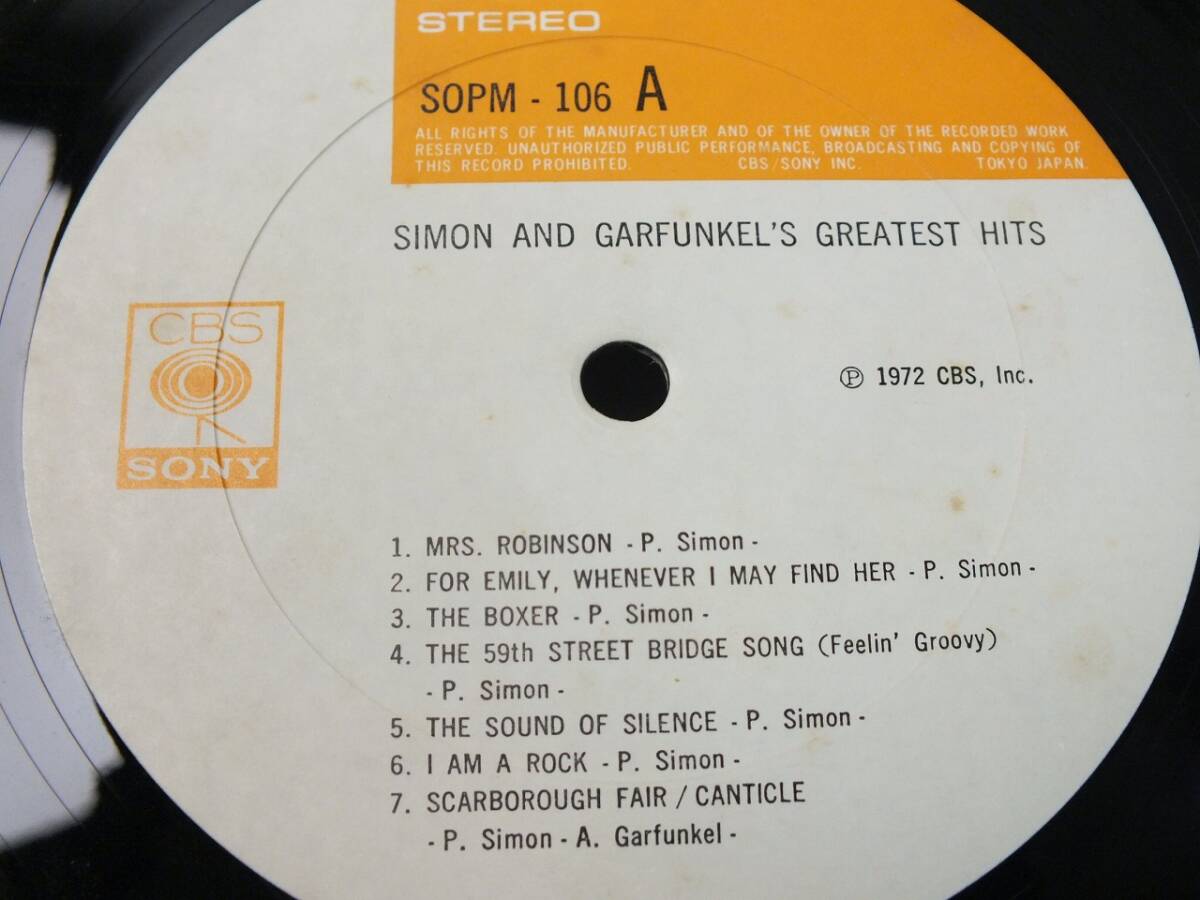 STEREO
SOPM - 106 A
ALL RIGHTS OF THE MANUFACTURER AND OF THE OWNER OF THE RECORDED WORK
RESERVED. UNAUTHORIZED PUBLIC PERFORMANCE, BROADCASTING AND COPYING OF
THIS RECORD PROHIBITED. CBS/SONY INC. TOKYO JAPAN.
SIMON AND GARFUNKEL'S GREATEST HITS
CBS
SONY
℗ 1972 CBS, Inc.
1. MRS. ROBINSON - P. Simon -
2. FOR EMILY, WHENEVER I MAY FIND HER - P. Simon -
3. THE BOXER - P. Simon -
4. THE 59th STREET BRIDGE SONG (Feelin' Groovy)
- P. Simon -
5. THE SOUND OF SILENCE - P. Simon -
6. I AM A ROCK - P. Simon -
7. SCARBOROUGH FAIR / CANTICLE
- P. Simon - A. Garfunkel -